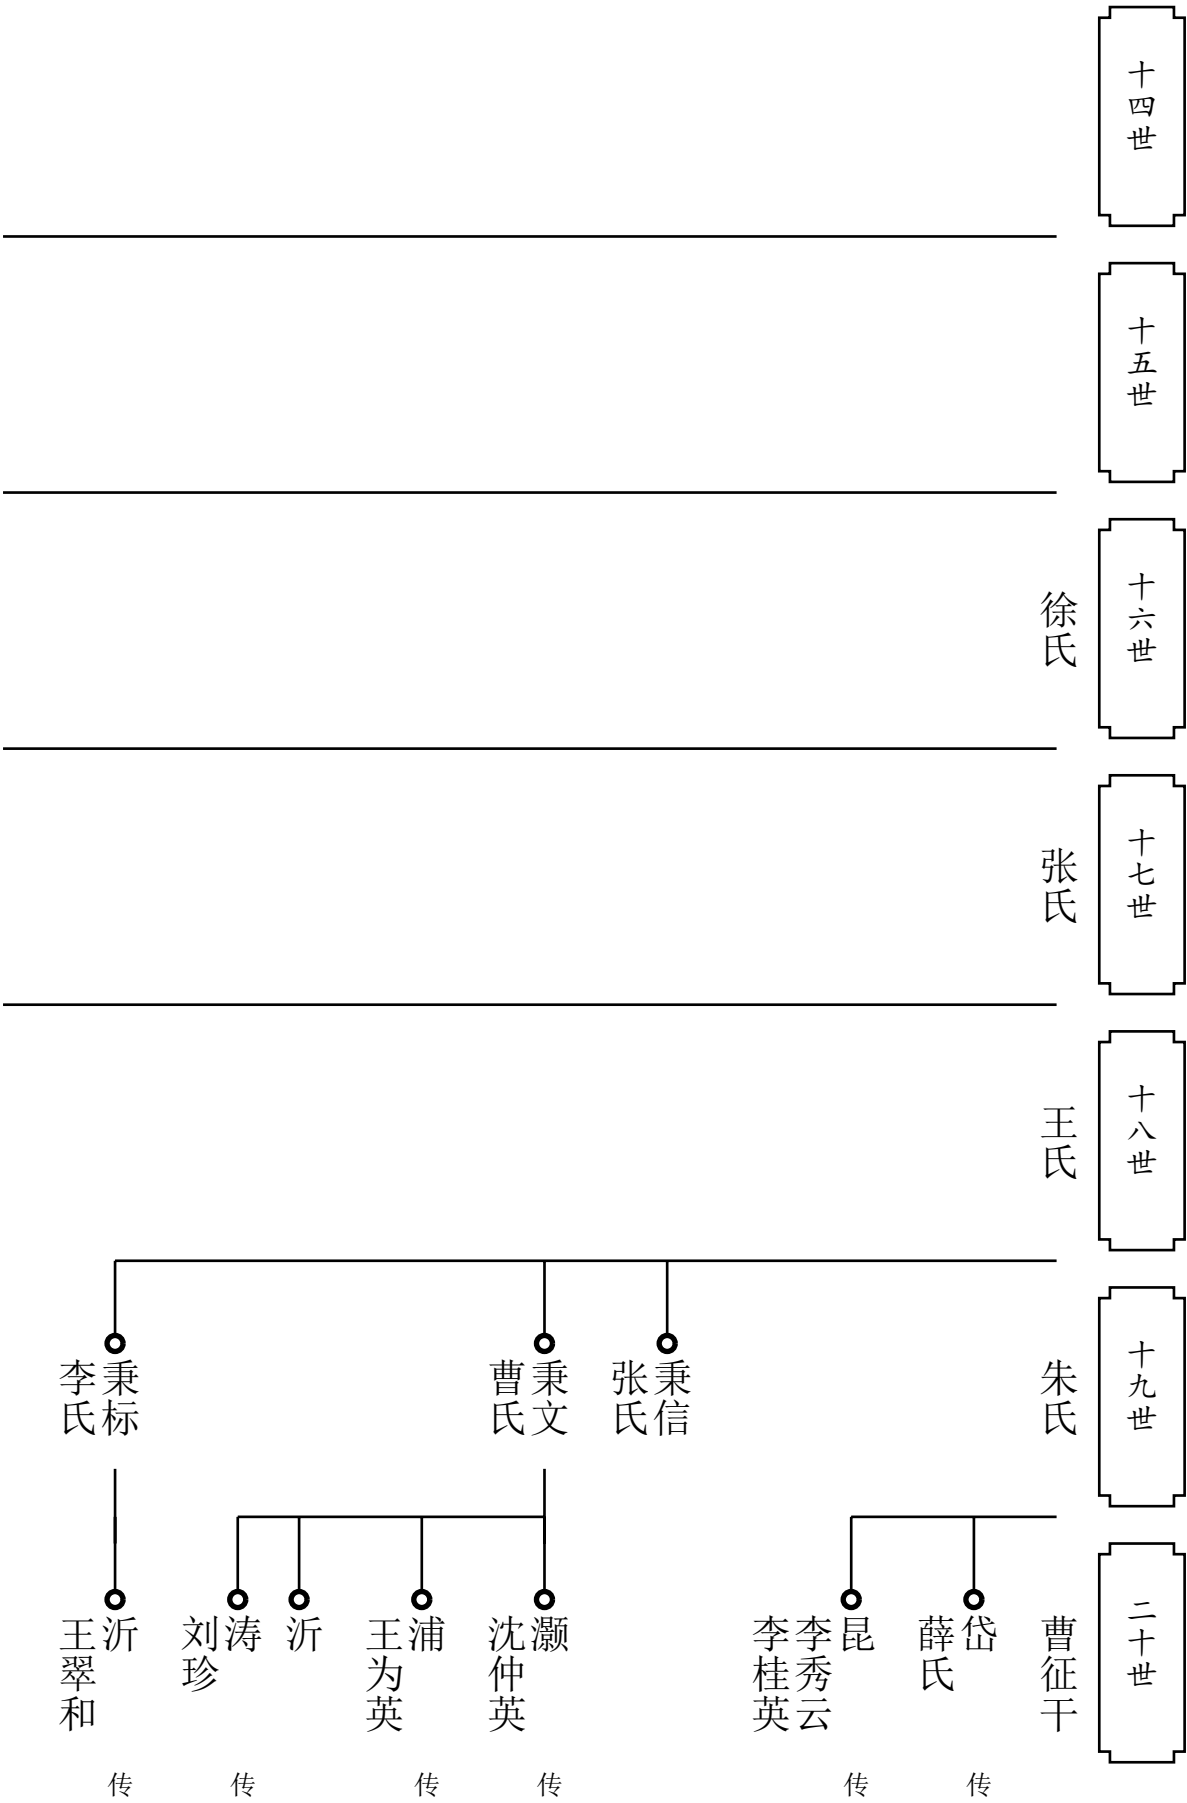 十四世
十五世
十六世
徐氏
十七世
张氏
十八世
王氏
十九世
朱氏
秉信
张氏
秉文
曹氏
秉标
李氏
二十世
曹征干
岱
薛氏
传
昆
李秀云
李桂英
传
灏
沈仲英
传
浦
王为英
传
沂
涛
刘珍
传
沂
王翠和
传